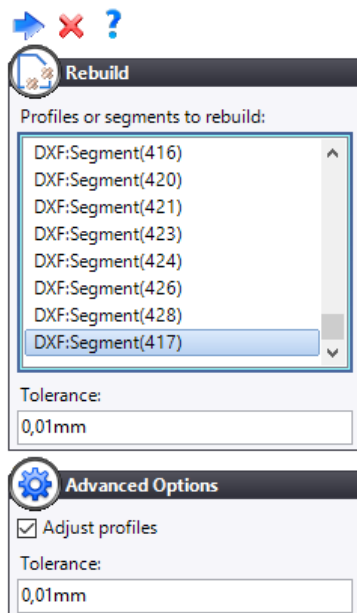 ?
Rebuild
Profiles or segments to rebuild:
DXF:Segment(416)
DXF:Segment(420)
DXF:Segment(421)
DXF:Segment(423)
DXF:Segment(424)
DXF:Segment(426)
DXF:Segment(428)
DXF:Segment(417)
Tolerance:
0,01mm
Advanced Options
Adjust profiles
Tolerance:
0,01mm